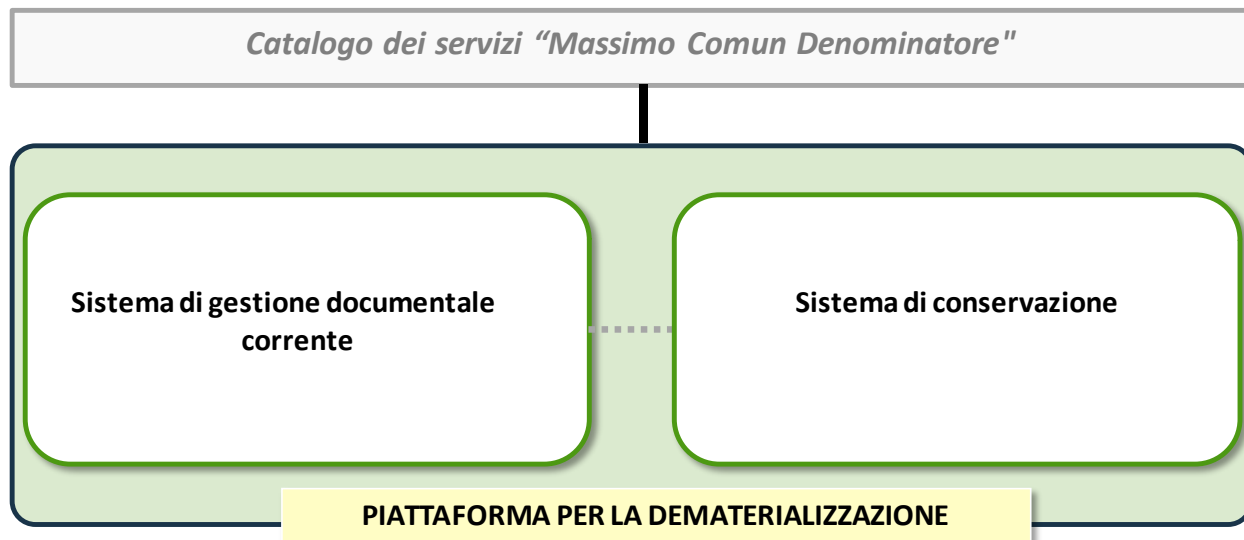 Catalogo dei servizi “Massimo Comun Denominatore"
Sistema di gestione documentale
corrente
Sistema di conservazione
PIATTAFORMA PER LA DEMATERIALIZZAZIONE